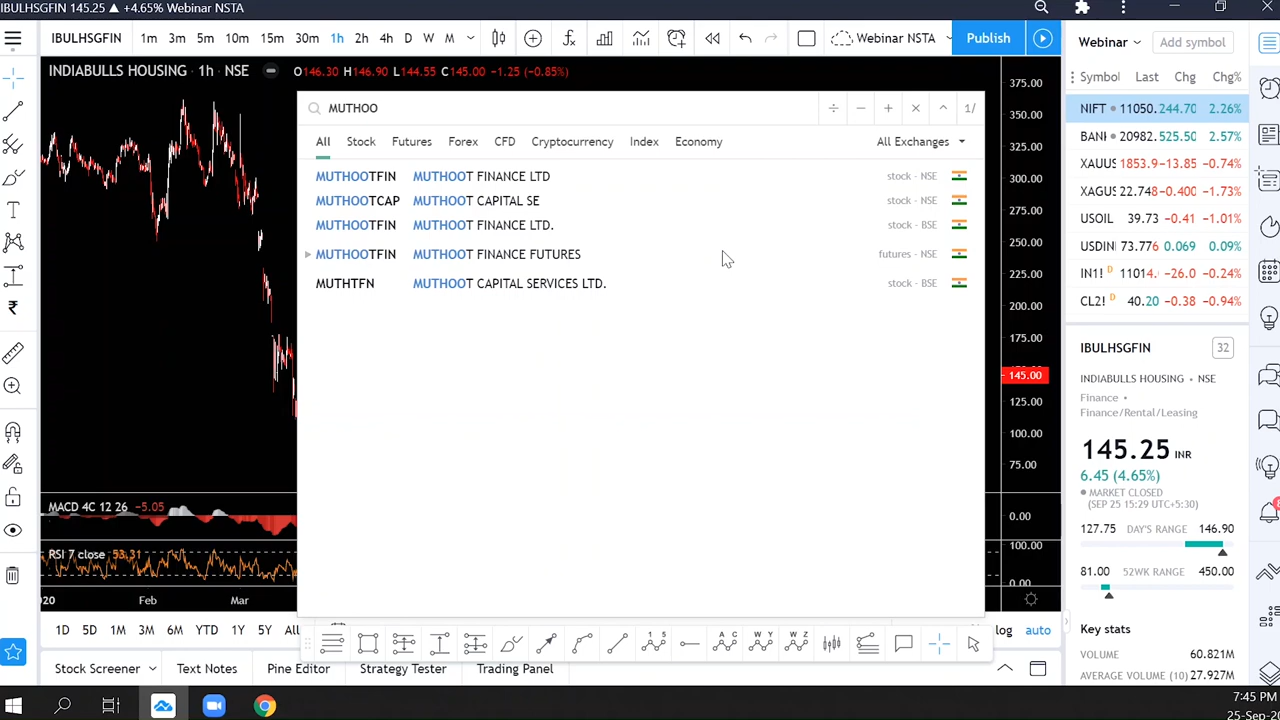 IBULHSGFIN 145.25 ▲ +4.65% Webinar NSTA
IBULHSGFIN 1m 3m 5m 10m 15m 30m 1h 2h 4h D W M Webinar NSTA Publish Webinar Add symbol
INDIABULLS HOUSING · 1h · NSE O146.30 H146.90 L144.55 C145.00 -1.25 (-0.85%)
Symbol Last Chg Chg%
NIFT 11050. 244.70 2.26%
BANI 20982. 525.50 2.57%
XAUUS 1853.9 -13.85 -0.74%
XAGUS 22.748 -0.400 -1.73%
USOIL 39.73 -0.41 -1.01%
USDIN 73.776 0.069 0.09%
IN1! D 11014. -26.0 -0.24%
CL2! D 40.20 -0.38 -0.94%
MUTHOO 1/
All Stock Futures Forex CFD Cryptocurrency Index Economy All Exchanges
MUTHOOTFIN MUTHOOT FINANCE LTD stock - NSE
MUTHOOTCAP MUTHOOT CAPITAL SE stock - NSE
MUTHOOTFIN MUTHOOT FINANCE LTD. stock - BSE
MUTHOOTFIN MUTHOOT FINANCE FUTURES futures - NSE
MUTHTFN MUTHOOT CAPITAL SERVICES LTD. stock - BSE
375.00
350.00
325.00
300.00
275.00
250.00
225.00
200.00
175.00
145.00
125.00
100.00
75.00
0.00
100.00
0.00
IBULHSGFIN 32
INDIABULLS HOUSING • NSE
Finance •
Finance/Rental/Leasing
145.25 INR
6.45 (4.65%)
MARKET CLOSED
(SEP 25 15:29 UTC+5:30)
127.75 DAY'S RANGE 146.90
81.00 52WK RANGE 450.00
Key stats
VOLUME 60.821M
AVERAGE VOLUME (10) 27.927M
MACD 4C 12 26 -5.05
RSI 7 close 53.31
Feb Mar
1D 5D 1M 3M 6M YTD 1Y 5Y All log auto
1 5 A C W Y W Z
Stock Screener Text Notes Pine Editor Strategy Tester Trading Panel
7:45 PM